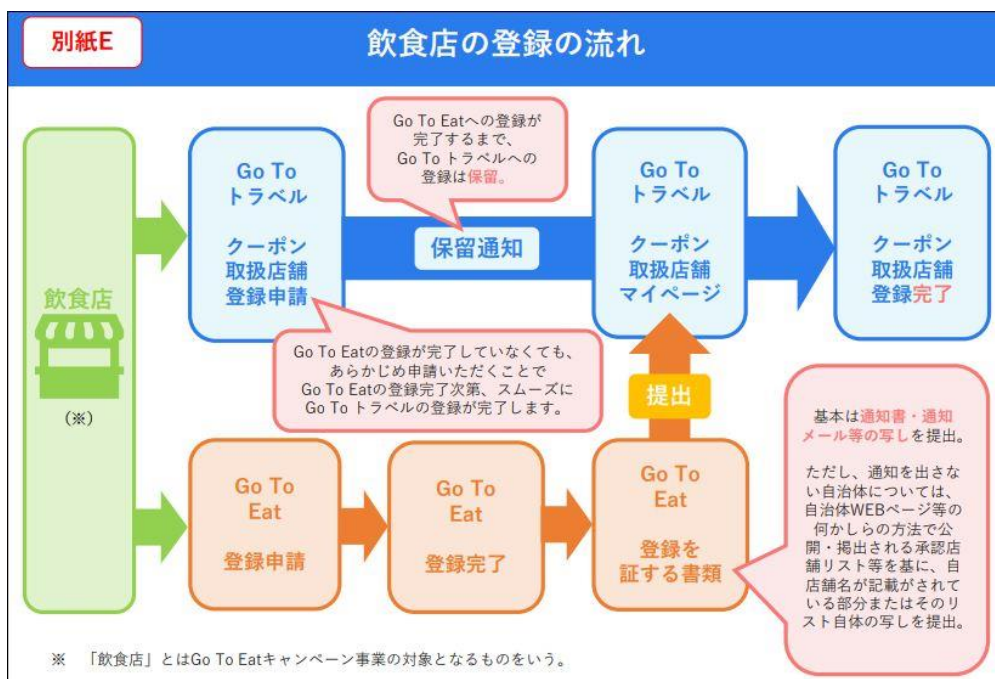 別紙E
飲食店の登録の流れ
飲食店
(※)
Go To
トラベル
クーポン
取扱店舗
登録申請
Go To Eatへの登録が
完了するまで、
Go To トラベルへの
登録は保留。
保留通知
Go To
トラベル
クーポン
取扱店舗
マイページ
Go To
トラベル
クーポン
取扱店舗
登録完了
Go To Eatの登録が完了していなくても、
あらかじめ申請いただくことで
Go To Eatの登録完了次第、スムーズに
Go To トラベルの登録が完了します。
提出
Go To
Eat
登録申請
Go To
Eat
登録完了
Go To
Eat
登録を
証する書類
基本は通知書・通知
メール等の写しを提出。
ただし、通知を出さな
い自治体については、
自治体WEBページ等の
何かしらの方法で公
開・掲出される承認店
舗リスト等を基に、自
店舗名が記載がされて
いる部分またはそのリ
スト自体の写しを提出。
※ 「飲食店」とはGo To Eatキャンペーン事業の対象となるものをいう。